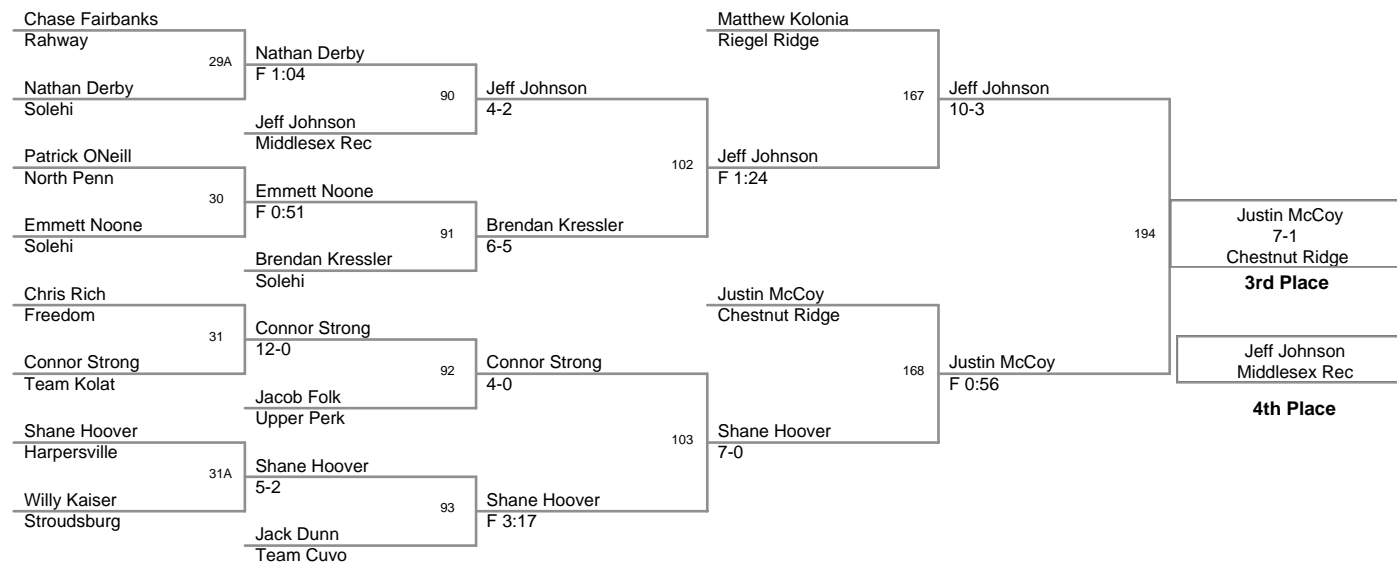 Chase Fairbanks
Rahway
29A
Nathan Derby
Solehi
Nathan Derby
F 1:04
90
Jeff Johnson
Middlesex Rec
Jeff Johnson
4-2
Patrick ONeill
North Penn
30
Emmett Noone
Solehi
Emmett Noone
F 0:51
91
Brendan Kressler
Solehi
Brendan Kressler
6-5
102
Chris Rich
Freedom
31
Connor Strong
Team Kolat
Connor Strong
12-0
92
Jacob Folk
Upper Perk
Connor Strong
4-0
Shane Hoover
Harpersville
31A
Willy Kaiser
Stroudsburg
Shane Hoover
5-2
93
Jack Dunn
Team Cuvo
Shane Hoover
F 3:17
103
Matthew Kolonia
Riegel Ridge
167
Jeff Johnson
F 1:24
Jeff Johnson
10-3
Justin McCoy
Chestnut Ridge
168
Shane Hoover
7-0
Justin McCoy
F 0:56
194
Justin McCoy
7-1
Chestnut Ridge
3rd Place
Jeff Johnson
Middlesex Rec
4th Place